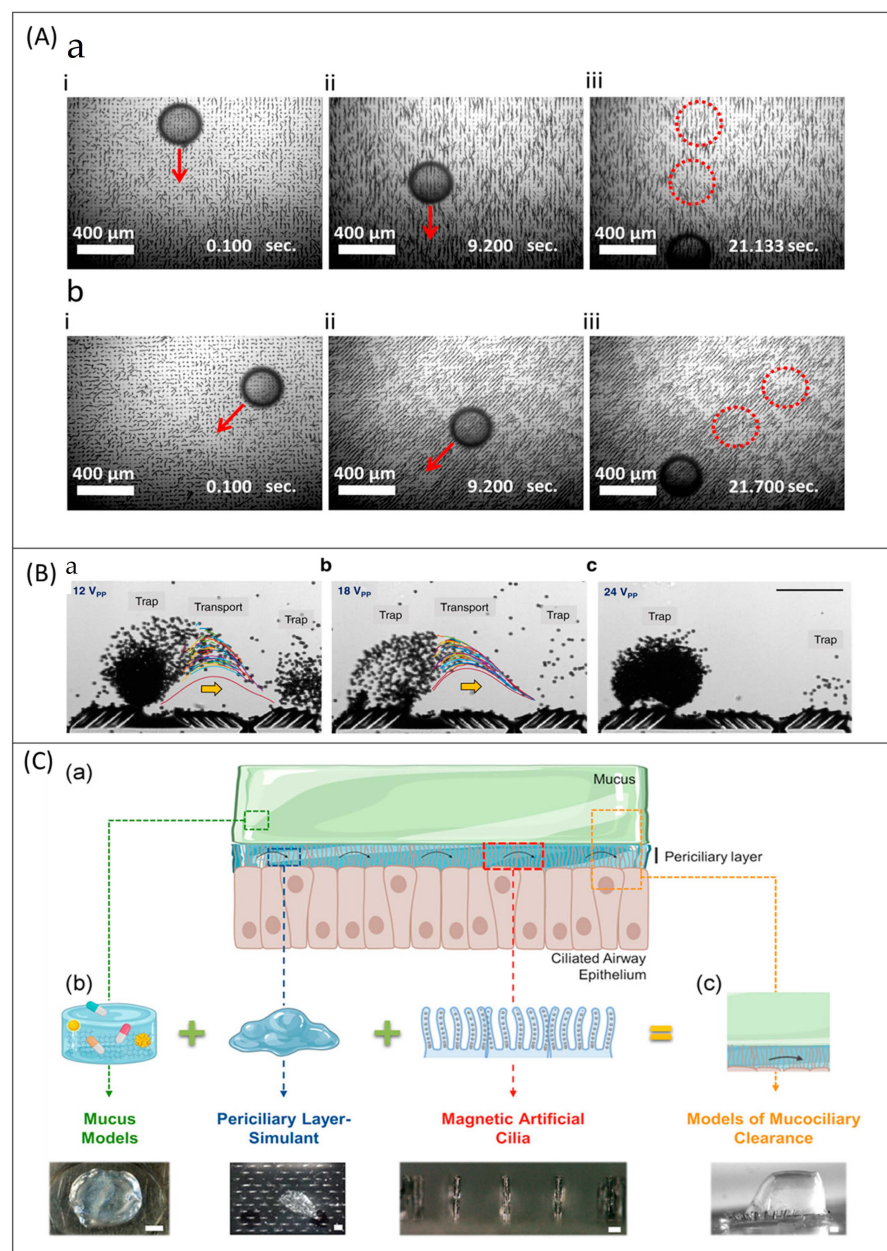 (A)
a
i
ii
iii
400 µm
0.100 sec.
400 µm
9.200 sec.
400 µm
21.133 sec.
b
i
ii
iii
400 µm
0.100 sec.
400 µm
9.200 sec.
400 µm
21.700 sec.
(B)
a
b
c
12 VPP
Trap
Transport
Trap
18 VPP
Trap
Transport
Trap
24 VPP
Trap
Trap
(C)
(a)
Mucus
Periciliary layer
Ciliated Airway
Epithelium
(b)
(c)
Mucus
Models
Periciliary Layer-
Simulant
Magnetic Artificial
Cilia
Models of Mucociliary
Clearance